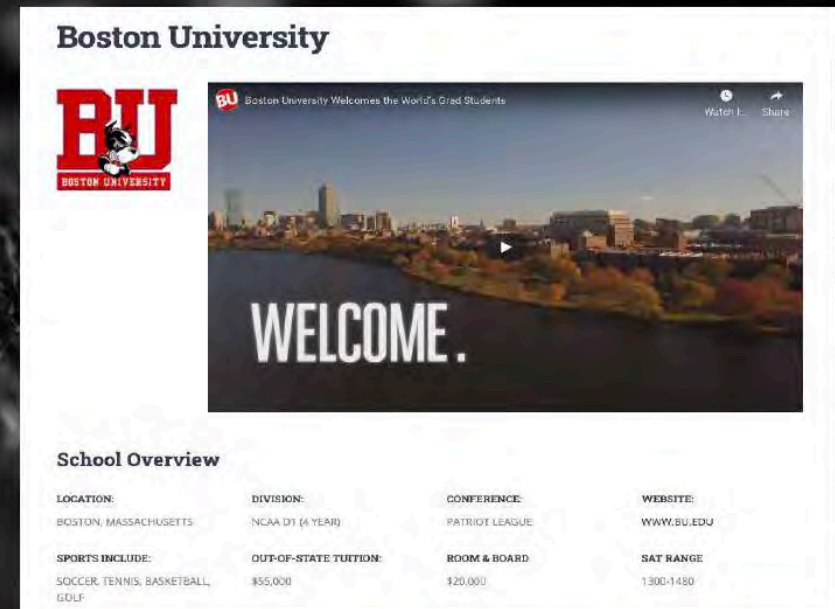 Boston University
BU
BOSTON UNIVERSITY
BU Boston University Welcomes the World's Grad Students
Watch l...
Share
WELCOME.
School Overview
LOCATION: DIVISION: CONFERENCE: WEBSITE:
BOSTON, MASSACHUSETTS NCAA D1 (4 YEAR) PATRIOT LEAGUE WWW.BU.EDU
SPORTS INCLUDE: OUT-OF-STATE TUITION: ROOM & BOARD SAT RANGE
SOCCER, TENNIS, BASKETBALL, $55,000 $20,000 1300-1480
GOLF